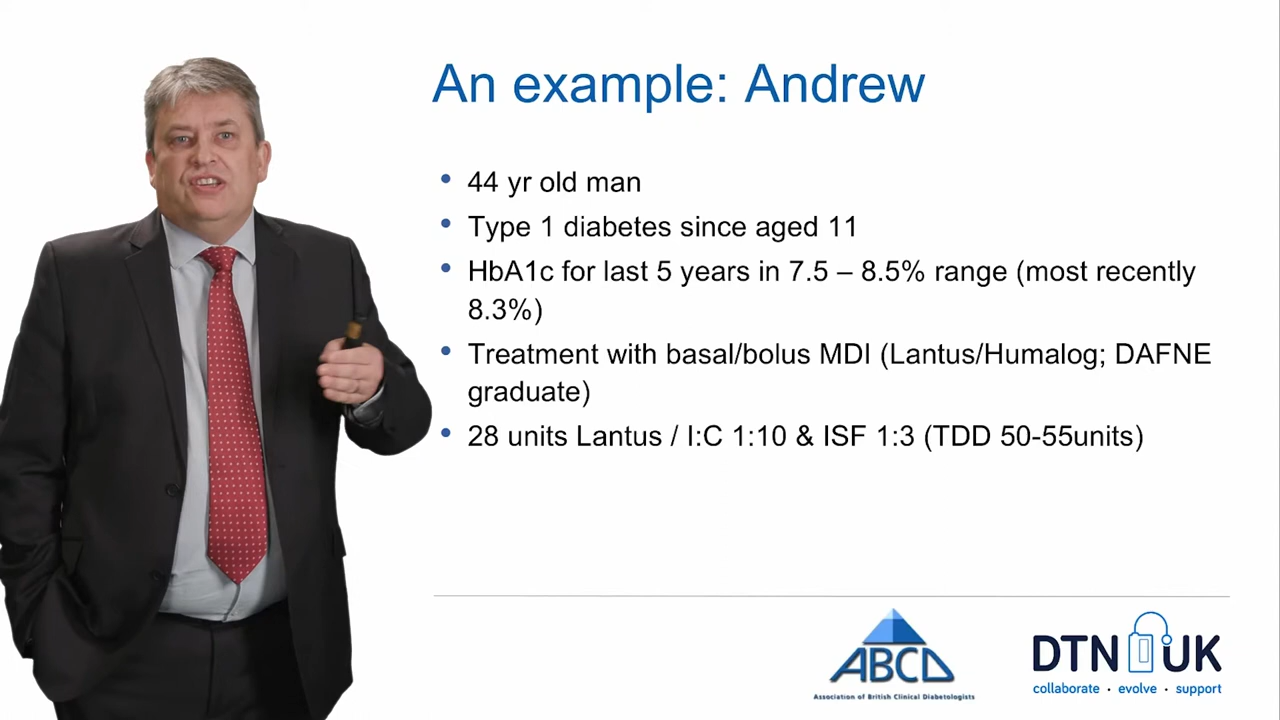 An example: Andrew
• 44 yr old man
• Type 1 diabetes since aged 11
• HbA1c for last 5 years in 7.5 – 8.5% range (most recently
8.3%)
• Treatment with basal/bolus MDI (Lantus/Humalog; DAFNE
graduate)
• 28 units Lantus / I:C 1:10 & ISF 1:3 (TDD 50-55units)
ABCD
Association of British Clinical Diabetologists
DTN UK
collaborate · evolve · support